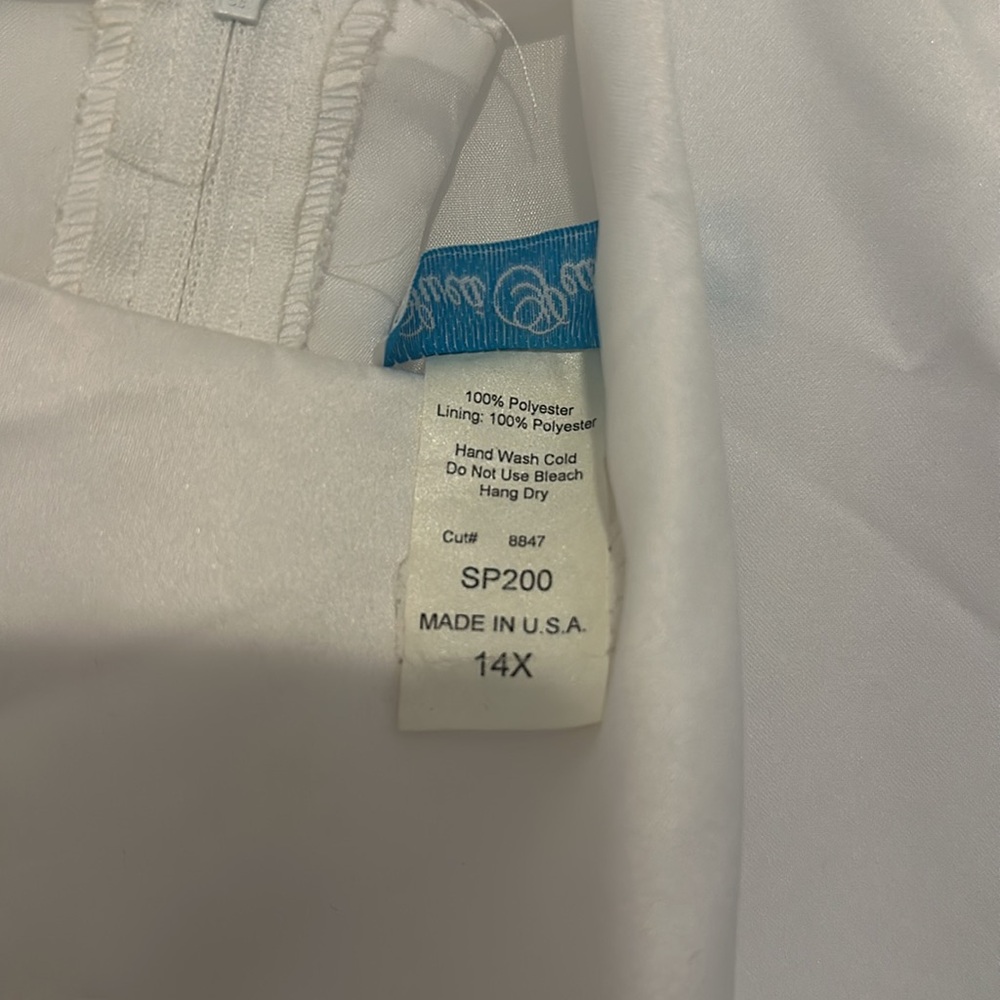 100% Polyester
Lining: 100% Polyester
Hand Wash Cold
Do Not Use Bleach
Hang Dry
Cut# 8847
SP200
MADE IN U.S.A.
14X